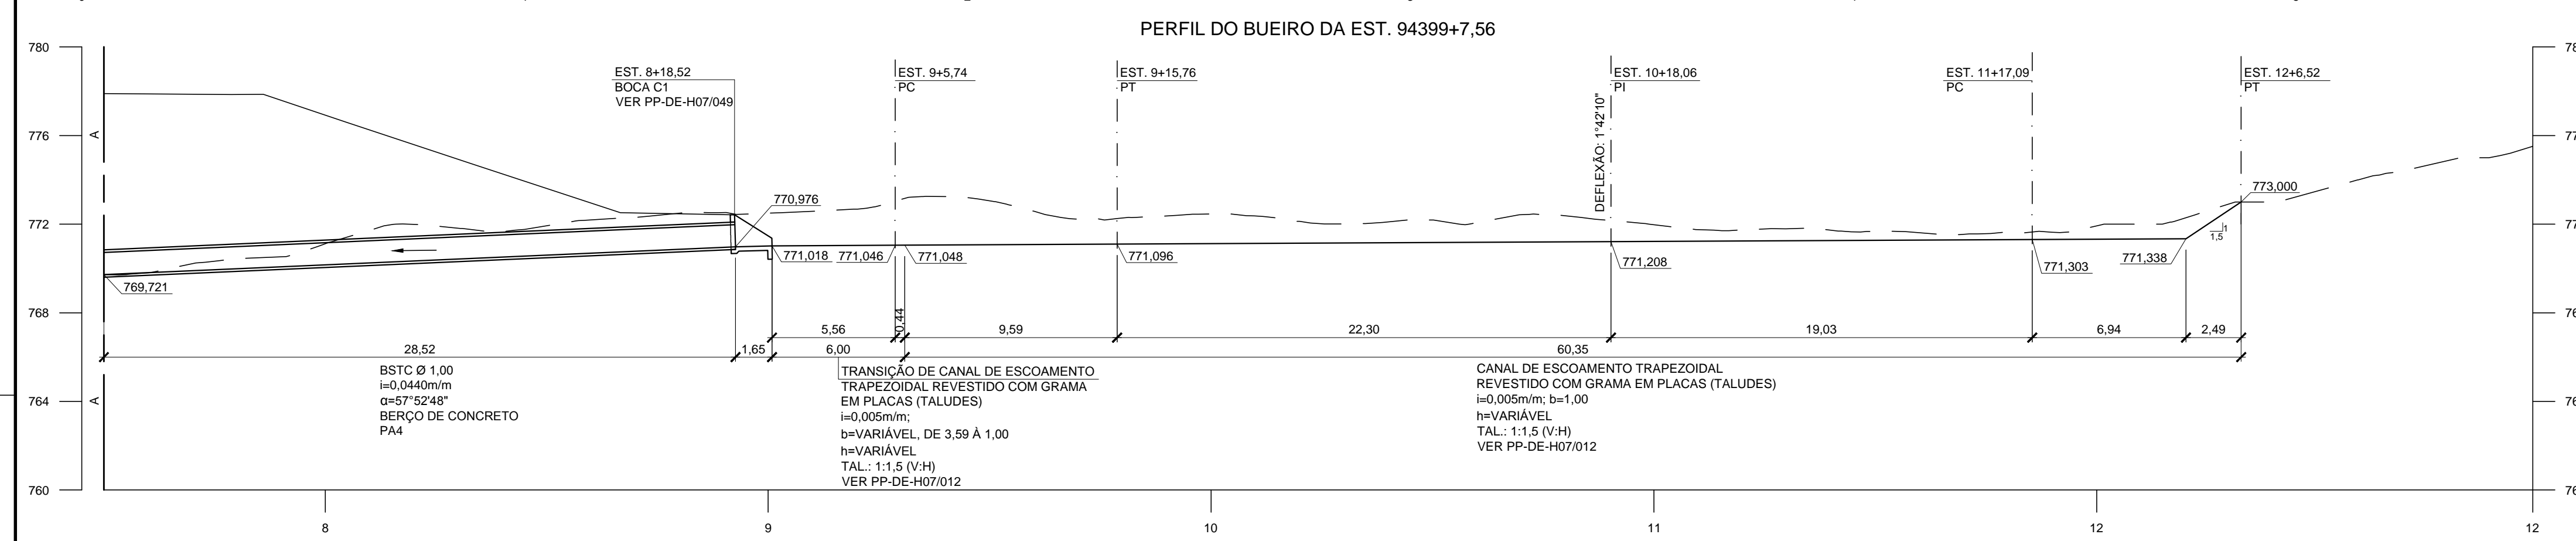 PERFIL DO BUEIRO DA EST. 94399+7,56
780
776
772
768
764
760
A
A
EST. 8+18,52
BOCA C1
VER PP-DE-H07/049
EST. 9+5,74
PC
EST. 9+15,76
PT
DEFLEXÃO: 1°42'10"
EST. 10+18,06
PI
EST. 11+17,09
PC
EST. 12+6,52
PT
770,976
773,000
1
1,5
769,721
771,018
771,046
771,048
771,096
771,208
771,303
771,338
5,56
0,44
9,59
22,30
19,03
6,94
2,49
28,52
1,65
6,00
60,35
BSTC Ø 1,00
i=0,0440m/m
α=57°52'48"
BERÇO DE CONCRETO
PA4
TRANSIÇÃO DE CANAL DE ESCOAMENTO
TRAPEZOIDAL REVESTIDO COM GRAMA
EM PLACAS (TALUDES)
i=0,005m/m;
b=VARIÁVEL, DE 3,59 À 1,00
h=VARIÁVEL
TAL.: 1:1,5 (V:H)
VER PP-DE-H07/012
CANAL DE ESCOAMENTO TRAPEZOIDAL
REVESTIDO COM GRAMA EM PLACAS (TALUDES)
i=0,005m/m; b=1,00
h=VARIÁVEL
TAL.: 1:1,5 (V:H)
VER PP-DE-H07/012
8
9
10
11
12
12